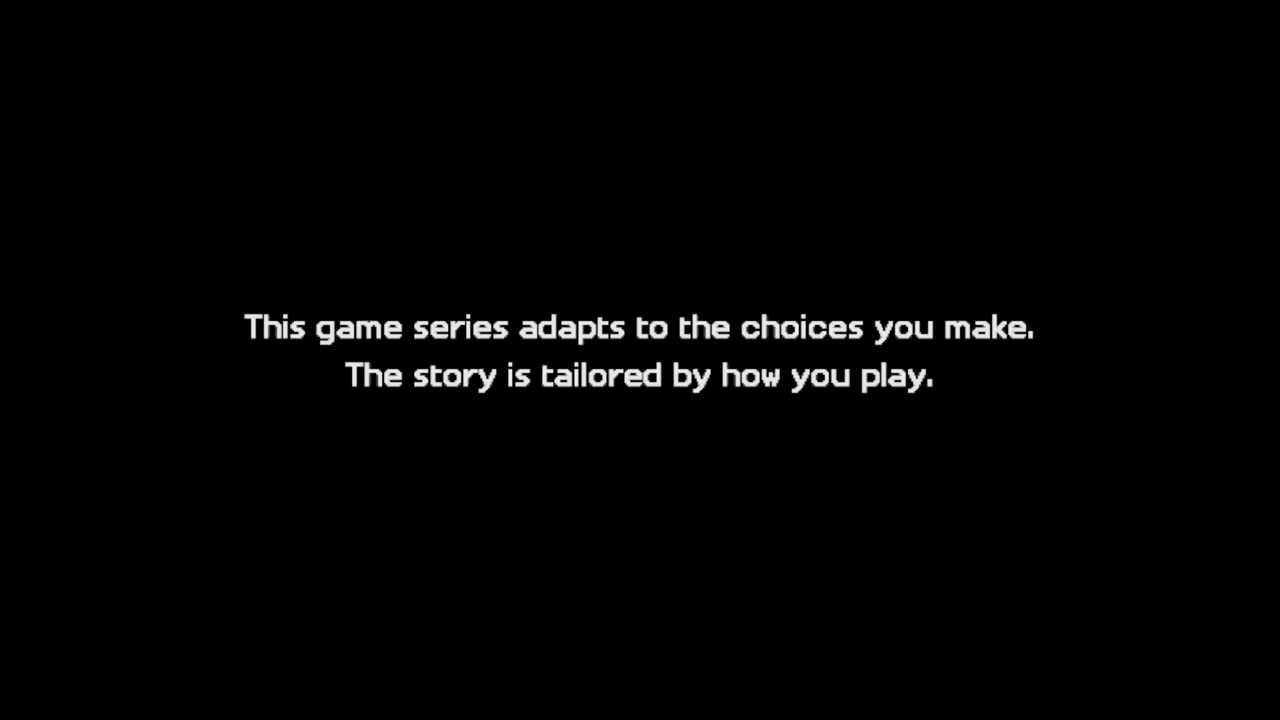 This game series adapts to the choices you make.
The story is tailored by how you play.